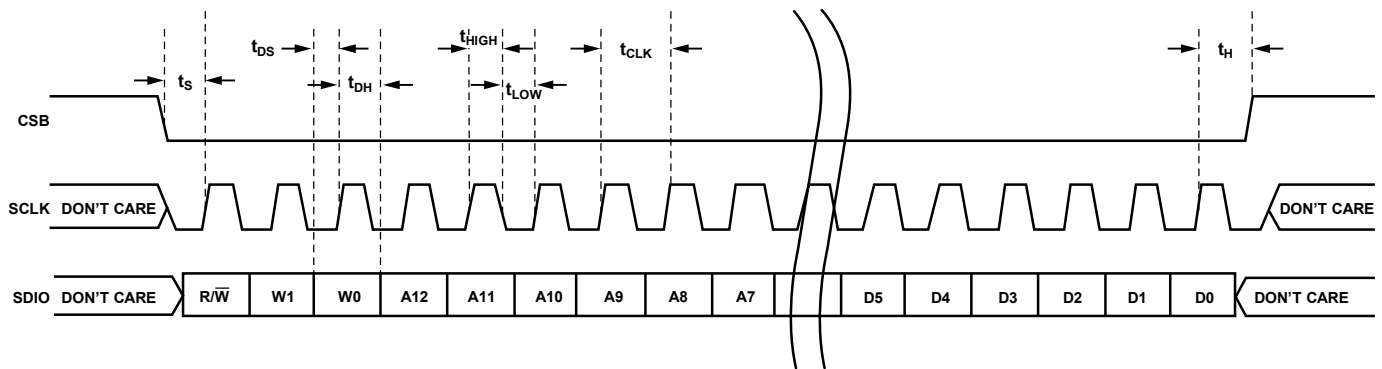 tDS
tHIGH
tCLK
tH
tS
tDH
tLOW
CSB
SCLK DON'T CARE
DON'T CARE
SDIO DON'T CARE R/W̅ W1 W0 A12 A11 A10 A9 A8 A7 D5 D4 D3 D2 D1 D0 DON'T CARE